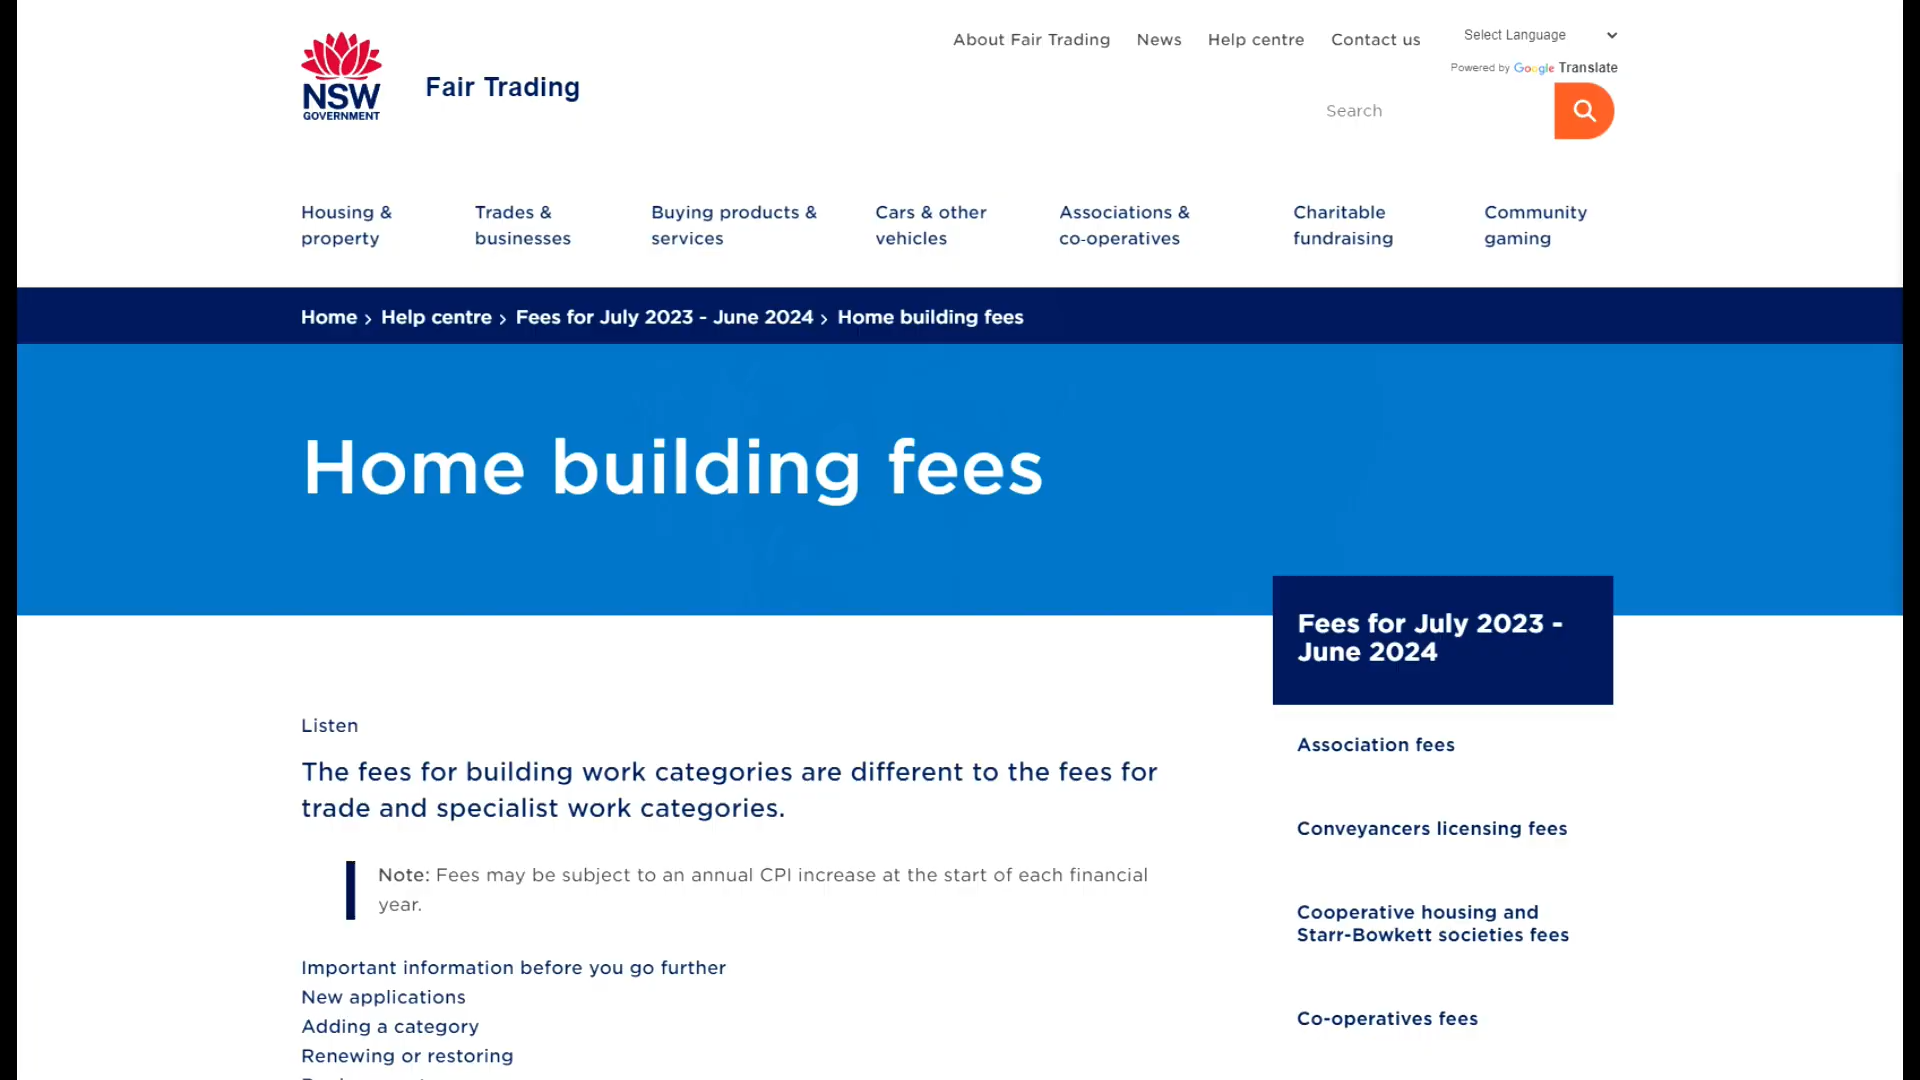 About Fair Trading
News
Help centre
Contact us
Select Language
Powered by Google Translate
NSW
GOVERNMENT
Fair Trading
Search
Housing &
property
Trades &
businesses
Buying products &
services
Cars & other
vehicles
Associations &
co-operatives
Charitable
fundraising
Community
gaming
Home › Help centre › Fees for July 2023 - June 2024 › Home building fees
Home building fees
Fees for July 2023 -
June 2024
Listen
The fees for building work categories are different to the fees for
trade and specialist work categories.
Note: Fees may be subject to an annual CPI increase at the start of each financial
year.
Important information before you go further
New applications
Adding a category
Renewing or restoring
Association fees
Conveyancers licensing fees
Cooperative housing and
Starr-Bowkett societies fees
Co-operatives fees